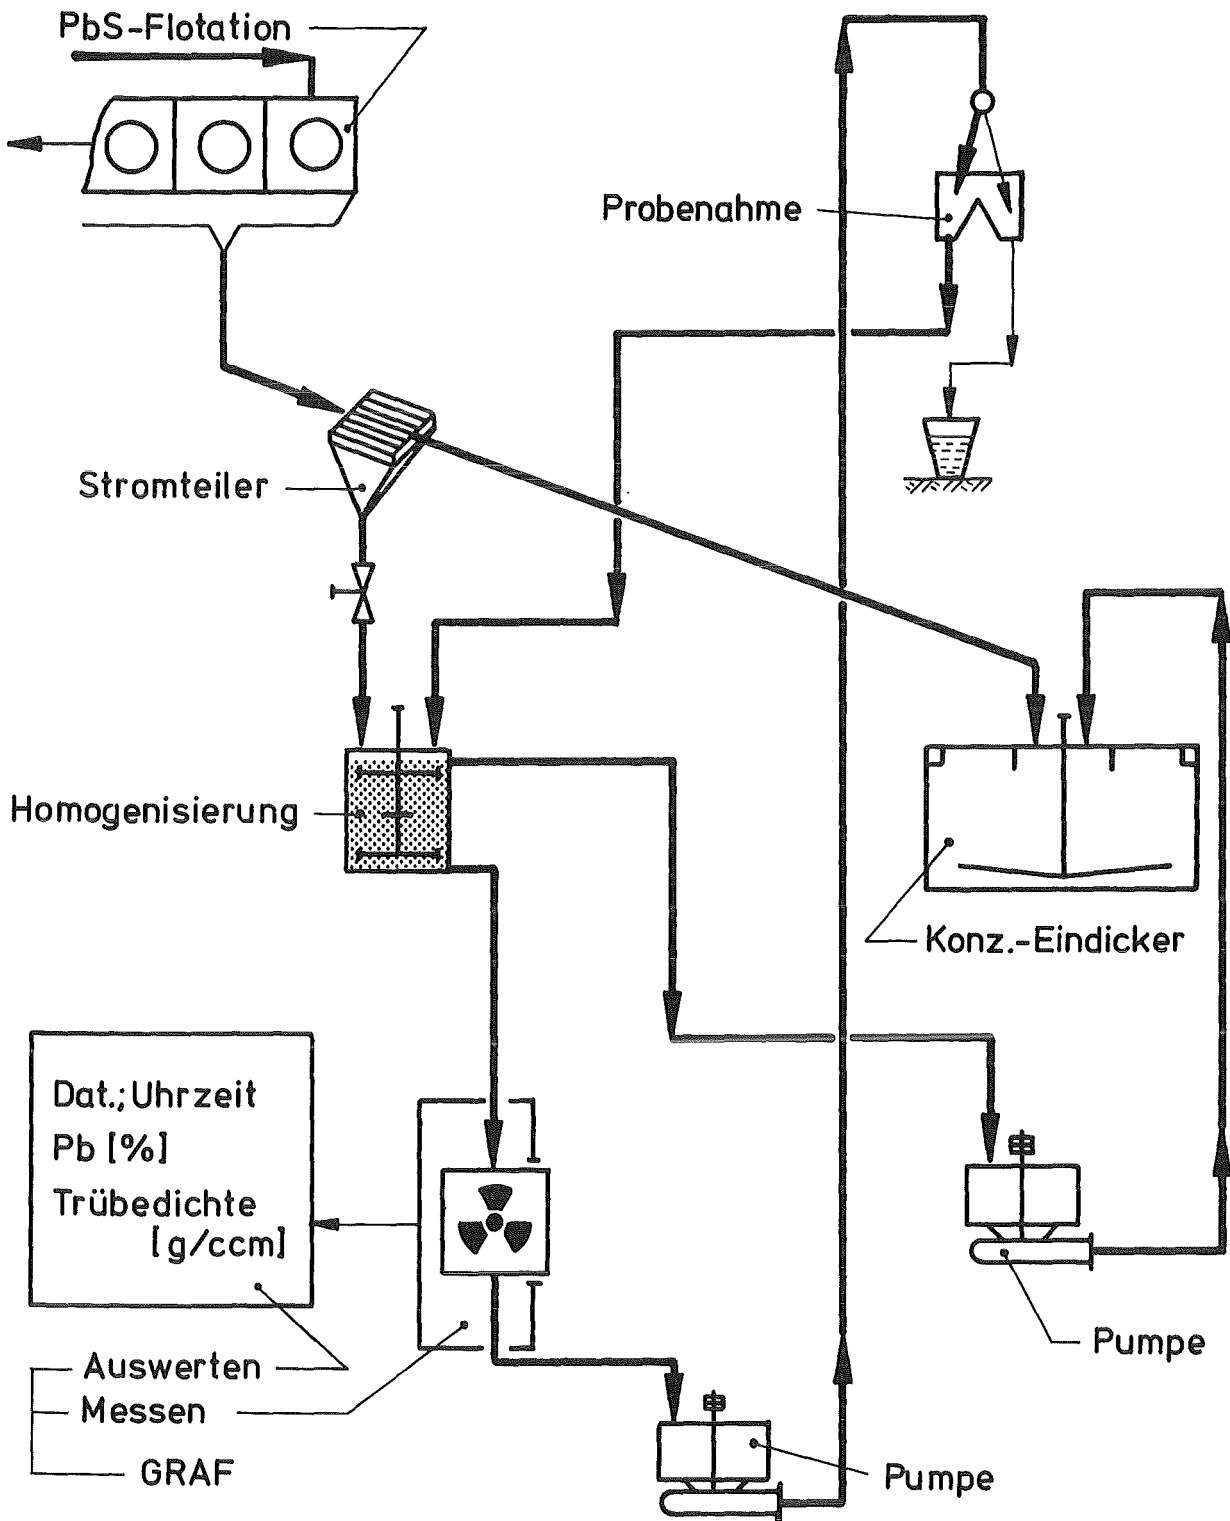 PbS-Flotation
Probenahme
Stromteiler
Homogenisierung
Konz.-Eindicker
Dat.; Uhrzeit
Pb [%]
Trübedichte
[g/ccm]
Auswerten
Messen
GRAF
Pumpe
Pumpe